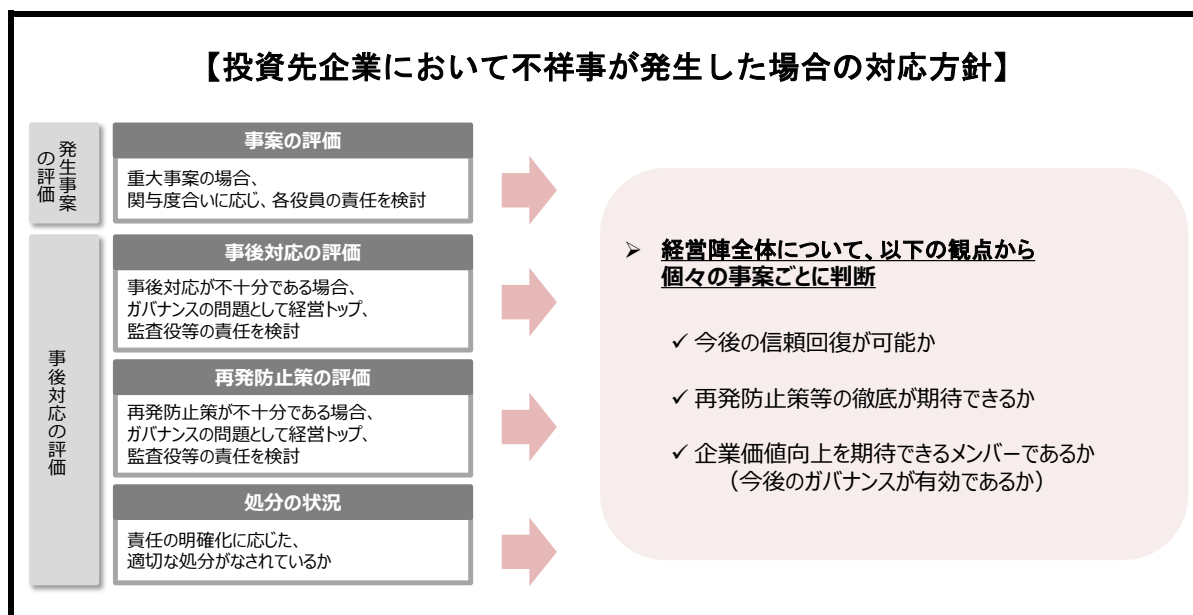 【投資先企業において不祥事が発生した場合の対応方針】
発生事案
の評価
事案の評価
重大事案の場合、
関与度合いに応じ、各役員の責任を検討
事後対応の評価
事後対応の評価
事後対応が不十分である場合、
ガバナンスの問題として経営トップ、
監査役等の責任を検討
再発防止策の評価
再発防止策が不十分である場合、
ガバナンスの問題として経営トップ、
監査役等の責任を検討
処分の状況
責任の明確化に応じた、
適切な処分がなされているか
➢ 経営陣全体について、以下の観点から
個々の事案ごとに判断
✓ 今後の信頼回復が可能か
✓ 再発防止策等の徹底が期待できるか
✓ 企業価値向上を期待できるメンバーであるか
（今後のガバナンスが有効であるか）